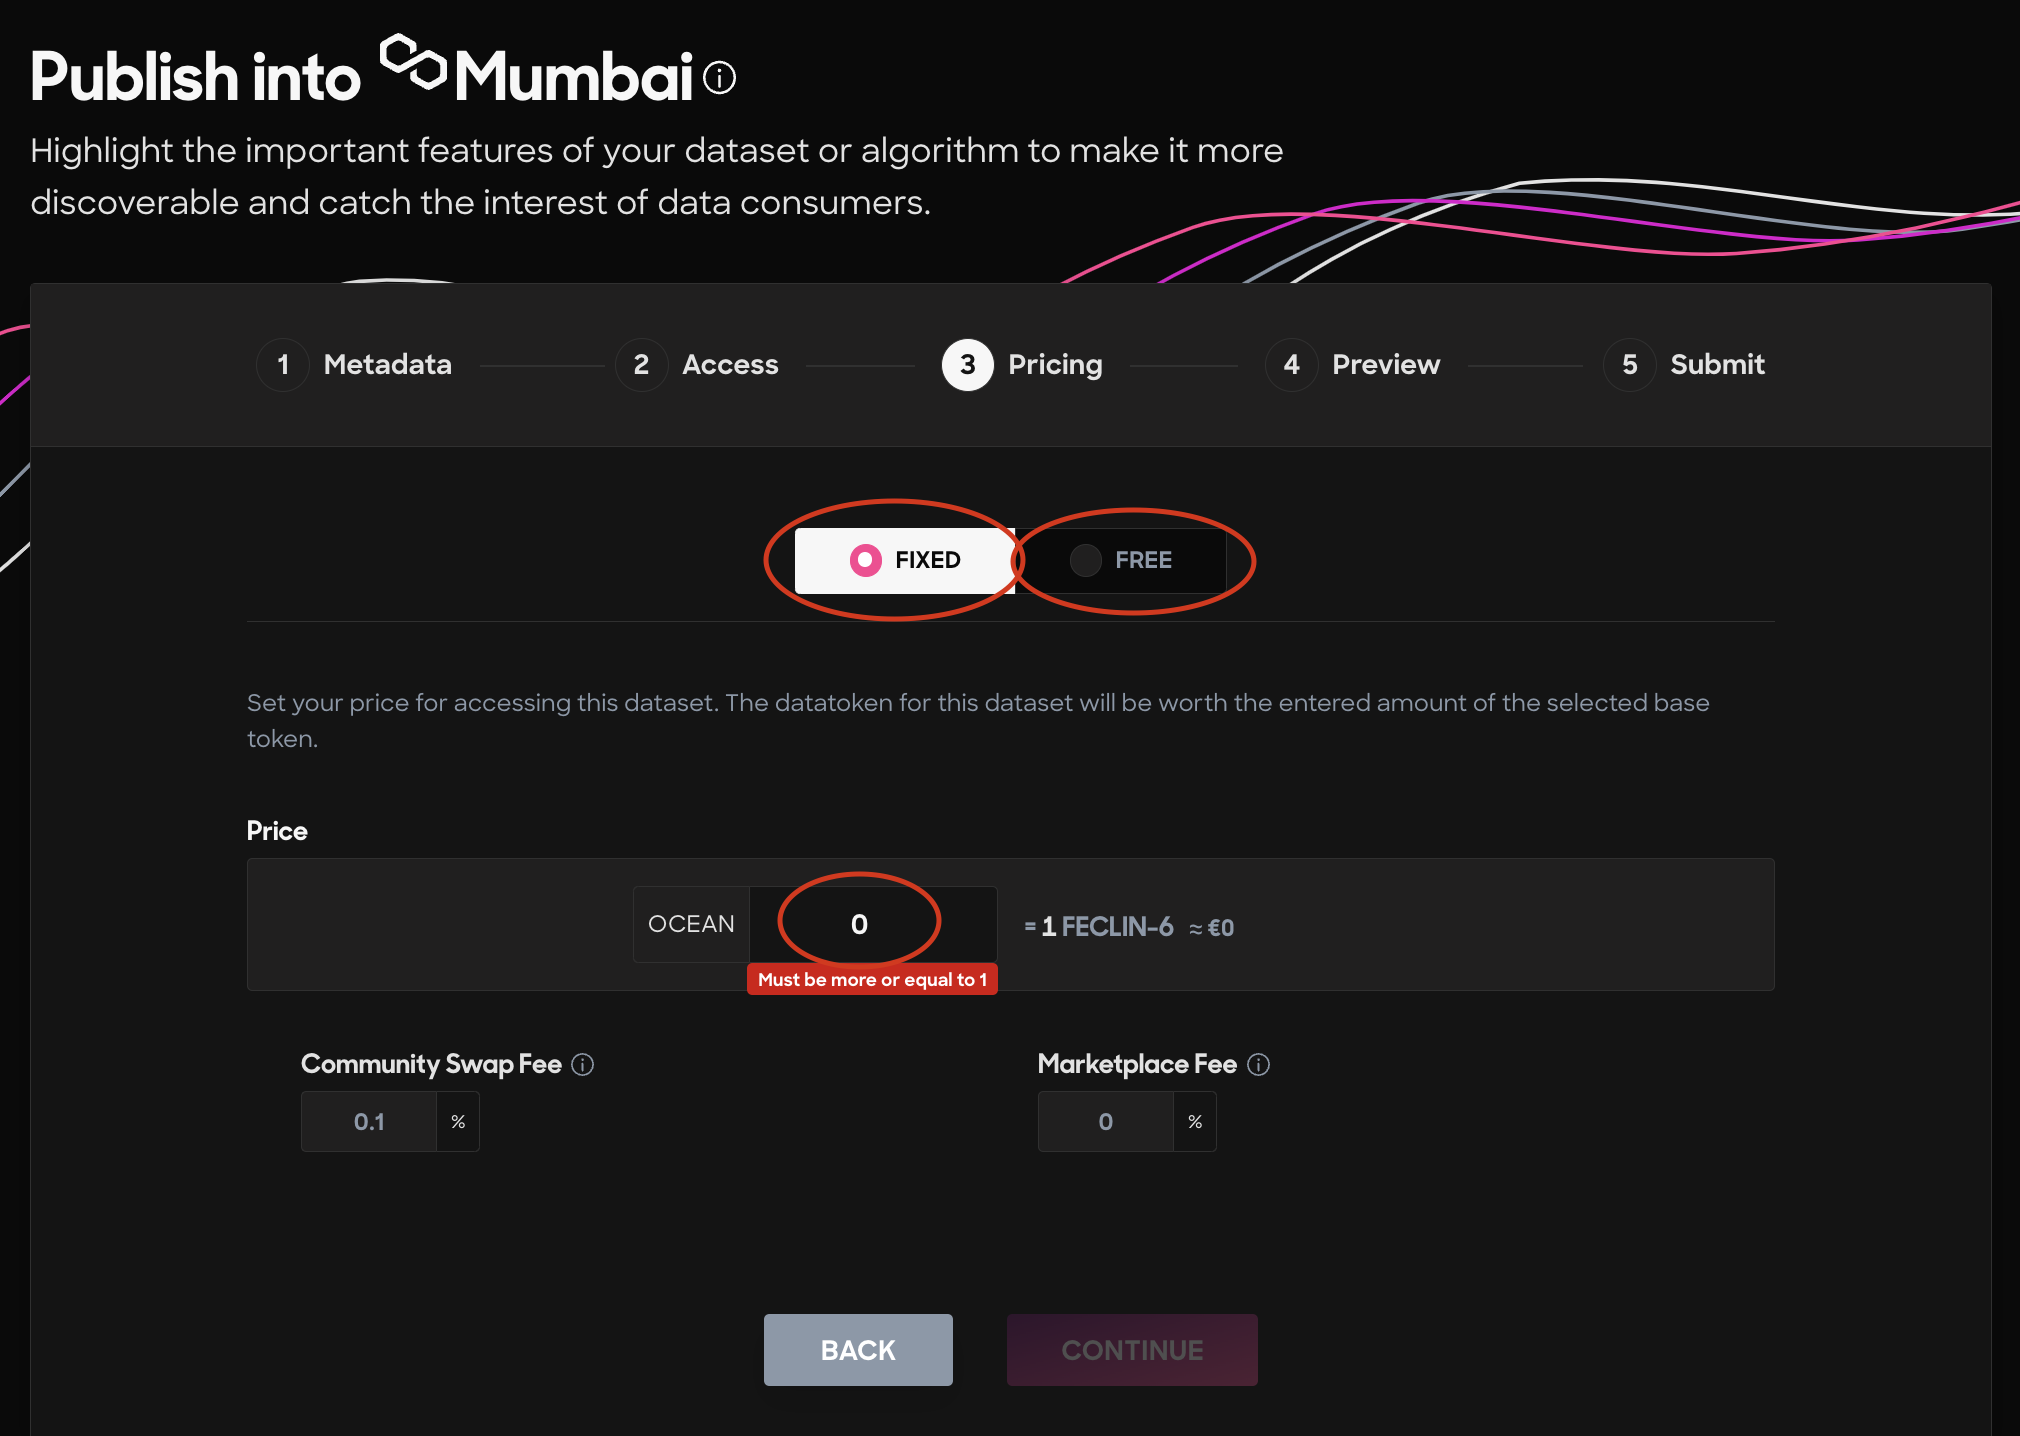 Publish into Mumbai
Highlight the important features of your dataset or algorithm to make it more
discoverable and catch the interest of data consumers.
1 Metadata 2 Access 3 Pricing 4 Preview 5 Submit
FIXED FREE
Set your price for accessing this dataset. The datatoken for this dataset will be worth the entered amount of the selected base
token.
Price
OCEAN 0 = 1 FECLIN-6 ≈ €0
Must be more or equal to 1
Community Swap Fee Marketplace Fee
0.1 % 0 %
BACK CONTINUE